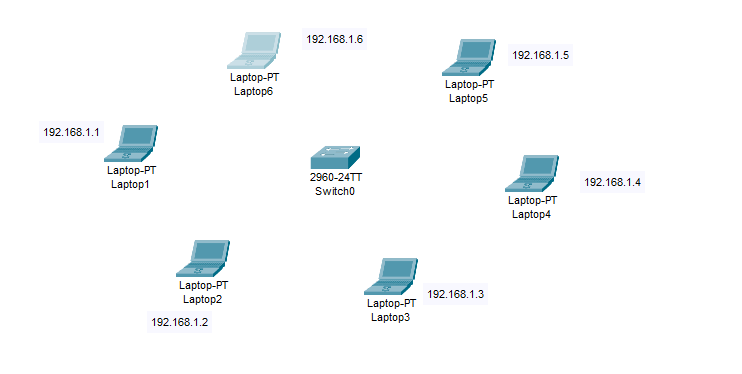 192.168.1.6
Laptop-PT
Laptop6
192.168.1.5
Laptop-PT
Laptop5
192.168.1.1
Laptop-PT
Laptop1
2960-24TT
Switch0
192.168.1.4
Laptop-PT
Laptop4
Laptop-PT
Laptop2
192.168.1.2
192.168.1.3
Laptop-PT
Laptop3